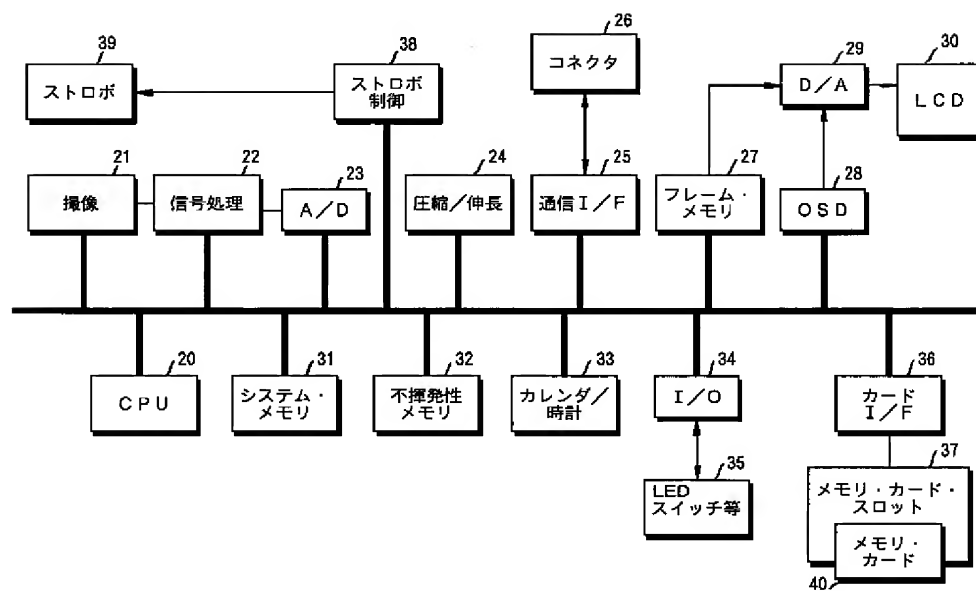 39
38
26
29
30
ストロボ
ストロボ
制御
コネクタ
D/A
LCD
21
22
23
24
25
27
28
撮像
信号処理
A/D
圧縮/伸長
通信I/F
フレーム・
メモリ
OSD
20
31
32
33
34
36
CPU
システム・
メモリ
不揮発性
メモリ
カレンダ/
時計
I/O
カード
I/F
35
37
LED
スイッチ等
メモリ・カード・
スロット
メモリ・
カード
40